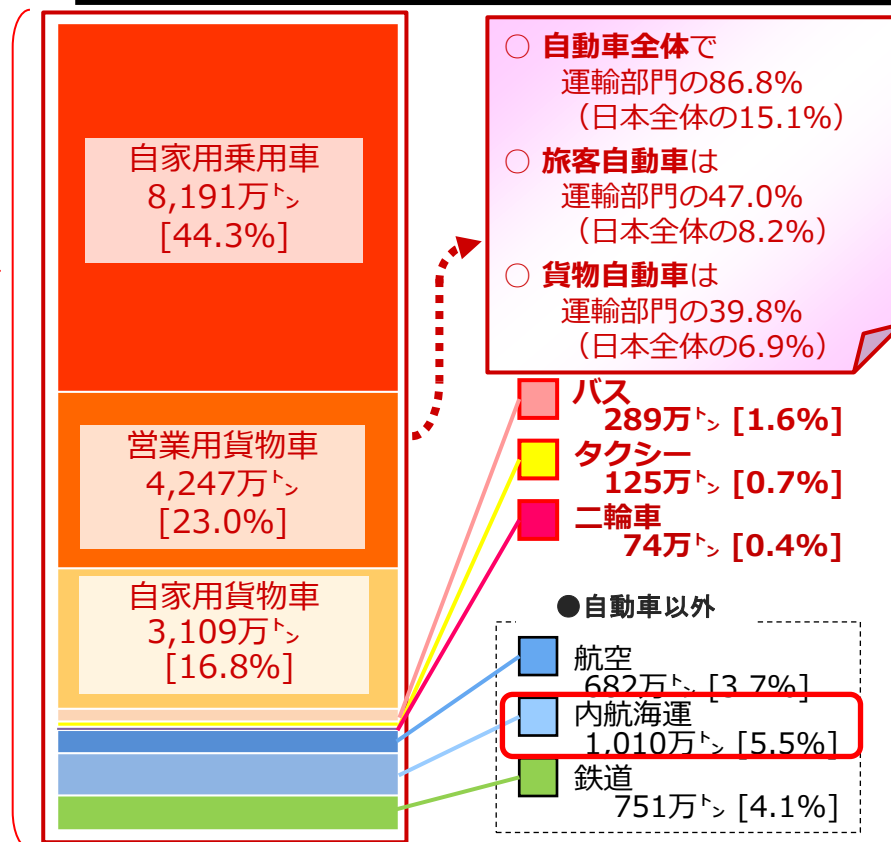 自家用乗用車
8,191万㌧
[44.3%]
営業用貨物車
4,247万㌧
[23.0%]
自家用貨物車
3,109万㌧
[16.8%]
○ 自動車全体で
運輸部門の86.8%
（日本全体の15.1%）
○ 旅客自動車は
運輸部門の47.0%
（日本全体の8.2%）
○ 貨物自動車は
運輸部門の39.8%
（日本全体の6.9%）
バス
289万㌧ [1.6%]
タクシー
125万㌧ [0.7%]
二輪車
74万㌧ [0.4%]
●自動車以外
航空
682万㌧ [3.7%]
内航海運
1,010万㌧ [5.5%]
鉄道
751万㌧ [4.1%]